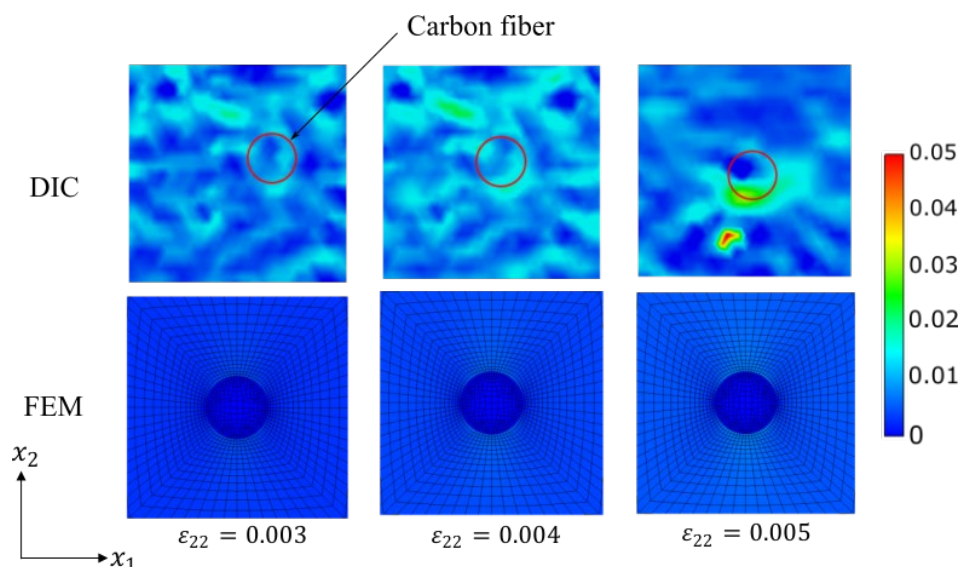 Carbon fiber
DIC
0.05
0.04
0.03
0.02
0.01
0
FEM
x₂
x₁
ε₂₂ = 0.003
ε₂₂ = 0.004
ε₂₂ = 0.005